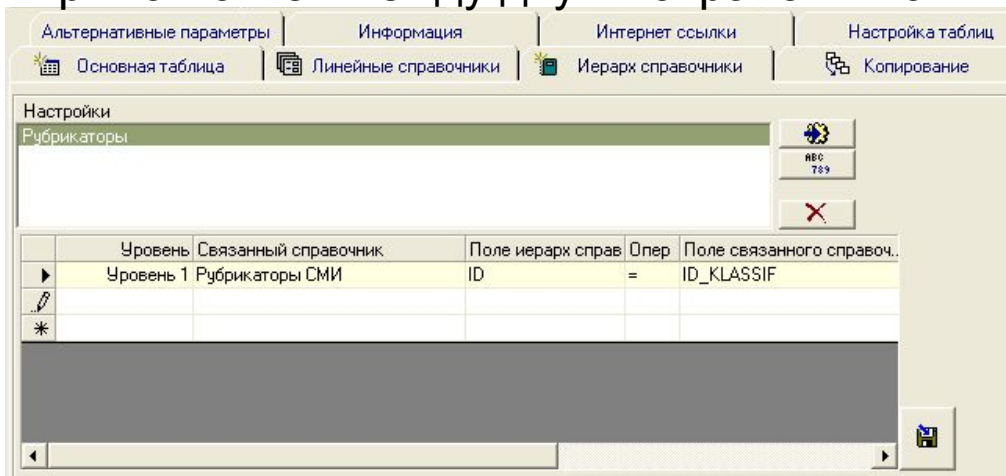 Альтернативные параметры Информация Интернет ссылки Настройка таблиц
Основная таблица Линейные справочники Иерарх справочники Копирование
Настройки
Рубрикаторы
ABC
789
Уровень Связанный справочник Поле иерарх справ Опер Поле связанного справоч..
Уровень 1 Рубрикаторы СМИ ID = ID_KLASSIF